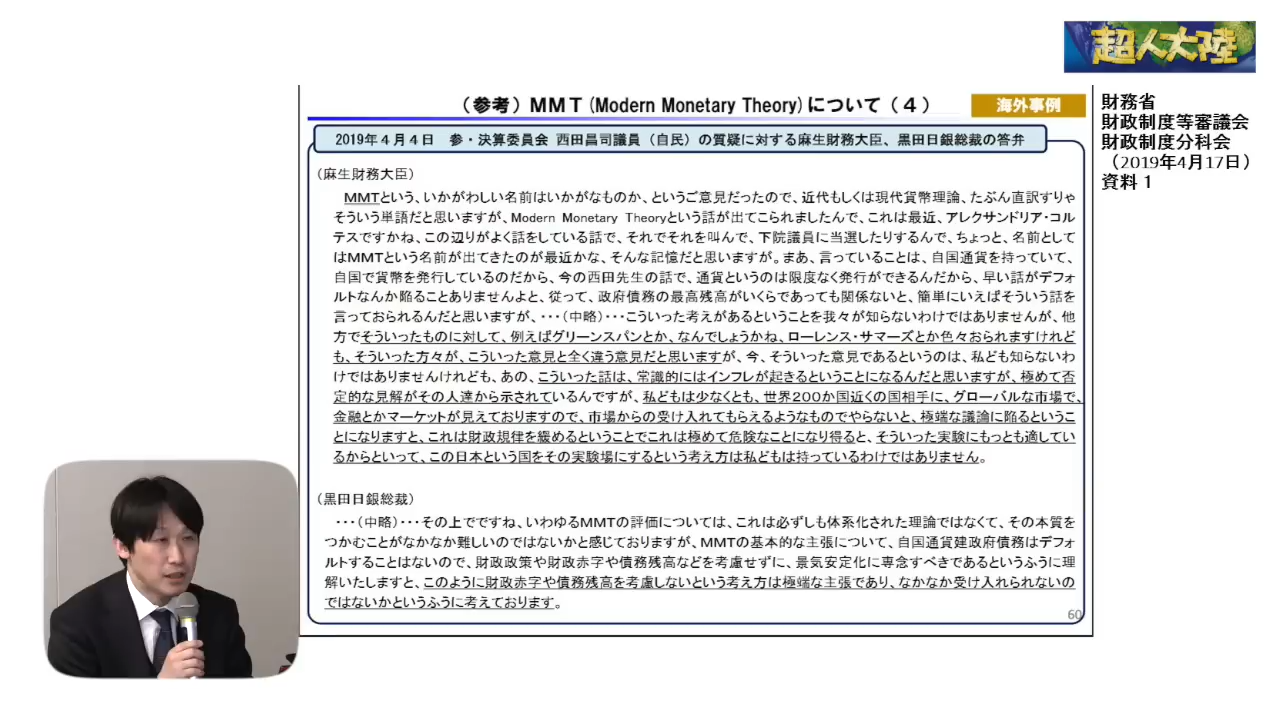 超人大陸
(参考)MMT(Modern Monetary Theory)について(4)
海外事例
財務省
財政制度等審議会
財政制度分科会
(2019年4月17日)
資料1
2019年4月4日 参・決算委員会 西田昌司議員(自民)の質疑に対する麻生財務大臣、黒田日銀総裁の答弁
(麻生財務大臣)
MMTという、いかがわしい名前はいかがなものか、というご意見だったので、近代もしくは現代貨幣理論、たぶん直訳すりゃ
そういう単語だと思いますが、Modern Monetary Theoryという話が出てこられましたんで、これは最近、アレクサンドリア・コル
テスですかね、この辺りがよく話をしている話で、それでそれを叫んで、下院議員に当選したりするんで、ちょっと、名前として
はMMTという名前が出てきたのが最近かな、そんな記憶だと思いますが。まあ、言っていることは、自国通貨を持っていて、
自国で貨幣を発行しているのだから、今の西田先生の話で、通貨というのは限度なく発行ができるんだから、早い話がデフォ
ルトなんか陥ることありませんよと、従って、政府債務の最高残高がいくらであっても関係ないと、簡単にいえばそういう話を
言っておられるんだと思いますが、・・・(中略)・・・こういった考えがあるということを我々が知らないわけではありませんが、他
方でそういったものに対して、例えばグリーンスパンとか、なんでしょうかね、ローレンス・サマーズとか色々おられますけれど
も、そういった方々が、こういった意見と全く違う意見だと思いますが、今、そういった意見であるというのは、私ども知らないわ
けではありませんけれども、あの、こういった話は、常識的にはインフレが起きるということになるんだと思いますが、極めて否
定的な見解がその人達から示されているんですが、私どもは少なくとも、世界200か国近くの国相手に、グローバルな市場で、
金融とかマーケットが見えておりますので、市場からの受け入れてもらえるようなものでやらないと、極端な議論に陥るというこ
とになりますと、これは財政規律を緩めるということでこれは極めて危険なことになり得ると、そういった実験にもっとも適してい
るからといって、この日本という国をその実験場にするという考え方は私どもは持っているわけではありません。
(黒田日銀総裁)
・・・(中略)・・・その上でですね、いわゆるMMTの評価については、これは必ずしも体系化された理論ではなくて、その本質を
つかむことがなかなか難しいのではないかと感じておりますが、MMTの基本的な主張について、自国通貨建政府債務はデフォ
ルトすることはないので、財政政策や財政赤字や債務残高などを考慮せずに、景気安定化に専念すべきであるというふうに理
解いたしますと、このように財政赤字や債務残高を考慮しないという考え方は極端な主張であり、なかなか受け入れられないの
ではないかというふうに考えております。
60